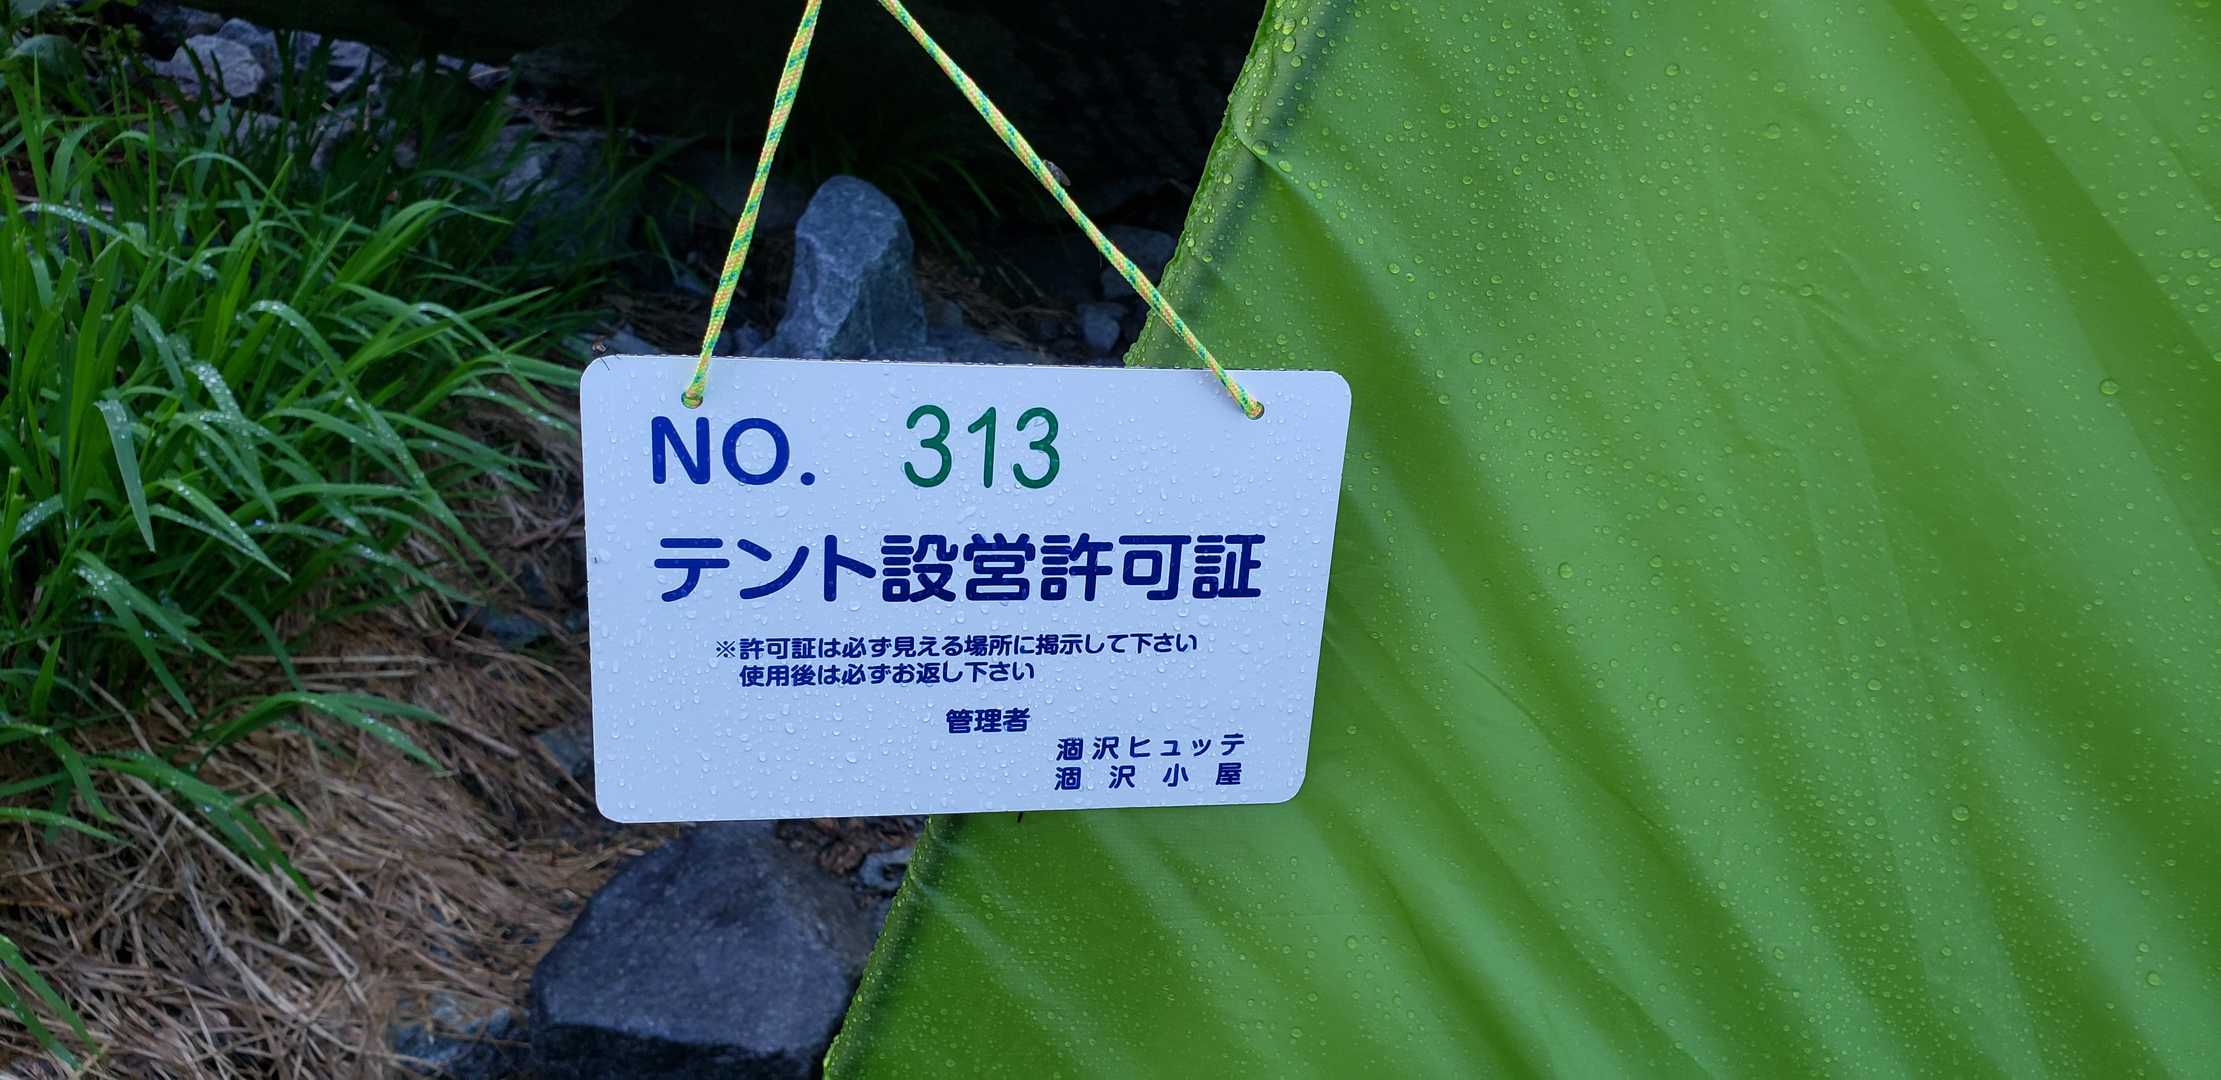 NO. 313
テント設営許可証
※許可証は必ず見える場所に掲示して下さい
使用後は必ずお返し下さい
管理者
涸沢ヒュッテ
涸沢小屋